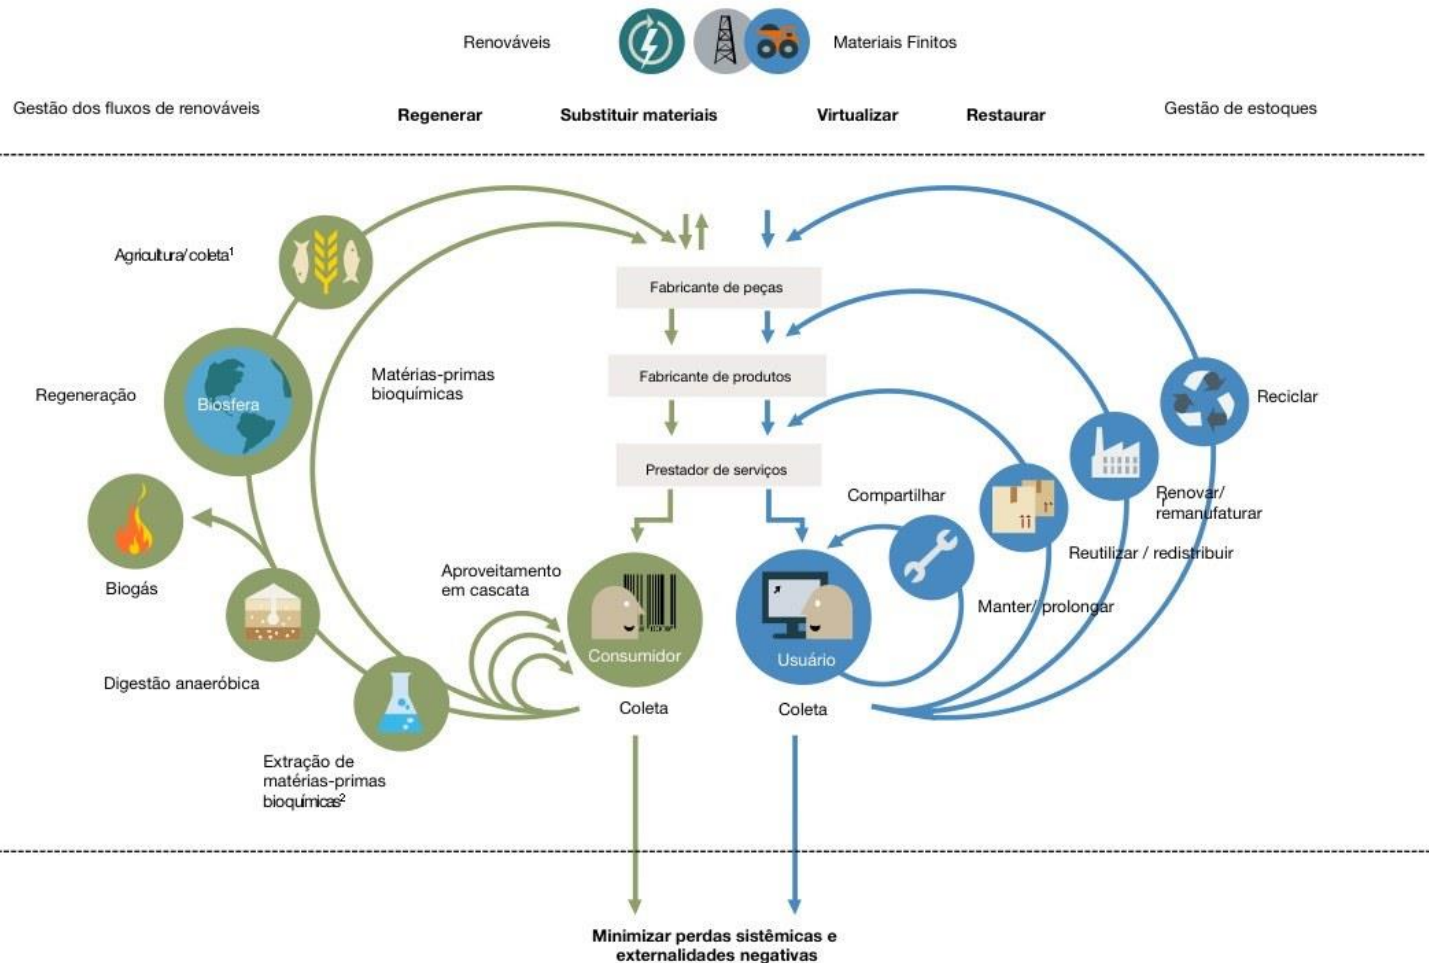 Renováveis
Materiais Finitos
Gestão dos fluxos de renováveis
Regenerar
Substituir materiais
Virtualizar
Restaurar
Gestão de estoques
Agricultura/coleta¹
Fabricante de peças
Matérias-primas
bioquímicas
Fabricante de produtos
Regeneração
Biosfera
Reciclar
Prestador de serviços
Compartilhar
Renovar/
remanufaturar
Reutilizar / redistribuir
Biogás
Aproveitamento
em cascata
Manter/ prolongar
Consumidor
Usuário
Digestão anaeróbica
Coleta
Coleta
Extração de
matérias-primas
bioquímicas²
Minimizar perdas sistêmicas e
externalidades negativas